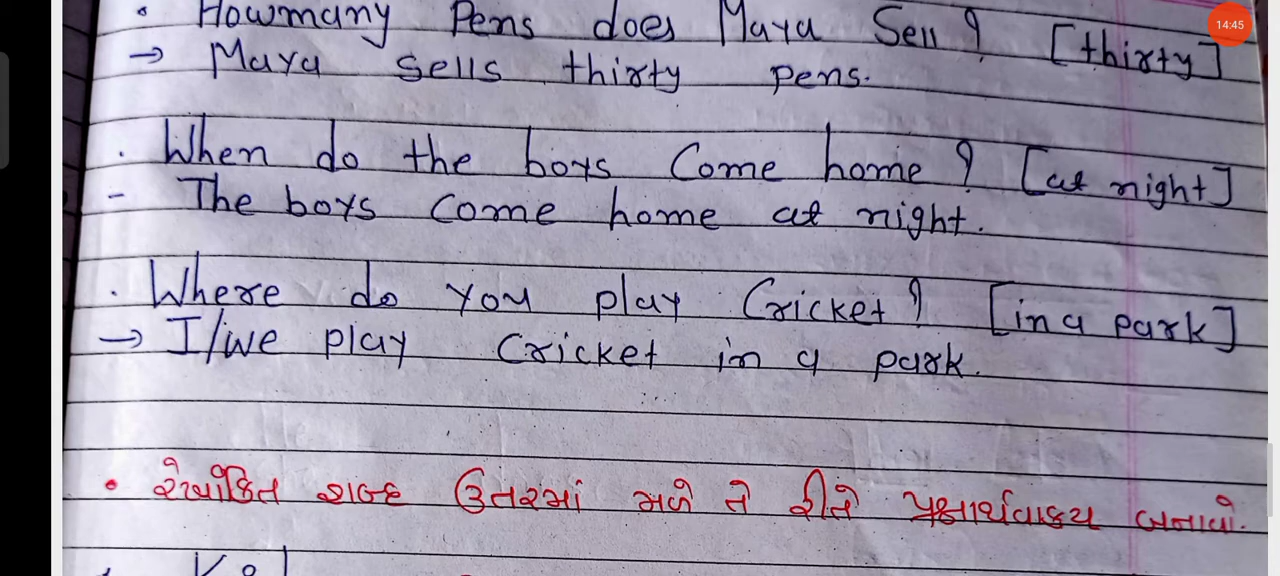 14:45
• Howmany Pens does Maya Sell? [thirty]
→ Maya sells thirty pens.
. When do the boys Come home? [at night]
- The boys come home at night.
. Where do you play Cricket? [in a park]
→ I/we play cricket in a park.
• રેખાંકિત શબ્દ ઉત્તરમાં મળે તે રીતે પ્રશ્નાર્થવાક્ય બનાવો.